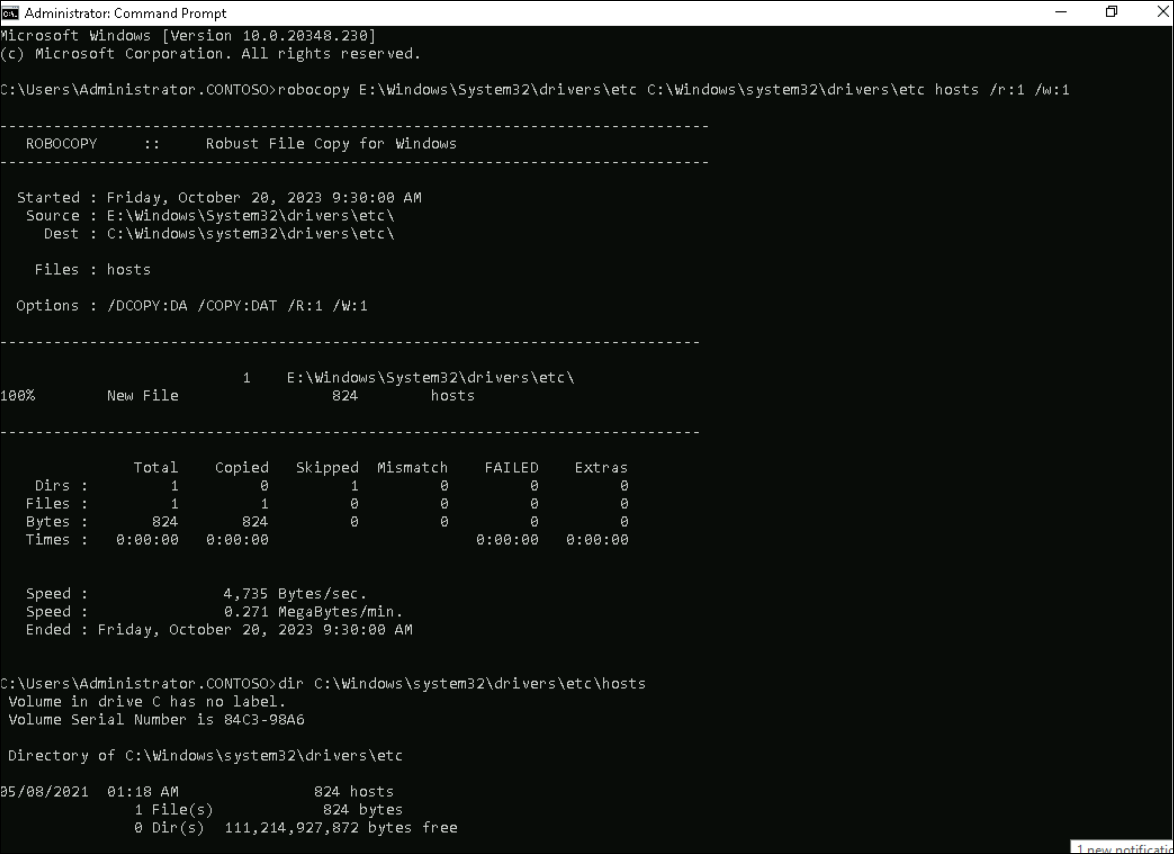 Administrator: Command Prompt
Microsoft Windows [Version 10.0.20348.230]
(c) Microsoft Corporation. All rights reserved.
C:\Users\Administrator.CONTOSO>robocopy E:\Windows\System32\drivers\etc C:\Windows\system32\drivers\etc hosts /r:1 /w:1
-------------------------------------------------------------------------------
ROBOCOPY     ::     Robust File Copy for Windows
-------------------------------------------------------------------------------
Started : Friday, October 20, 2023 9:30:00 AM
Source : E:\Windows\System32\drivers\etc\
Dest : C:\Windows\system32\drivers\etc\
Files : hosts
Options : /DCOPY:DA /COPY:DAT /R:1 /W:1
------------------------------------------------------------------------------
1    E:\Windows\System32\drivers\etc\
100%        New File                 824        hosts
------------------------------------------------------------------------------
Total    Copied   Skipped  Mismatch    FAILED    Extras
Dirs :         1         0         1         0         0         0
Files :         1         1         0         0         0         0
Bytes :       824       824         0         0         0         0
Times :   0:00:00   0:00:00                       0:00:00   0:00:00
Speed :               4,735 Bytes/sec.
Speed :               0.271 MegaBytes/min.
Ended : Friday, October 20, 2023 9:30:00 AM
C:\Users\Administrator.CONTOSO>dir C:\Windows\system32\drivers\etc\hosts
Volume in drive C has no label.
Volume Serial Number is 84C3-98A6
Directory of C:\Windows\system32\drivers\etc
05/08/2021  01:18 AM               824 hosts
1 File(s)            824 bytes
0 Dir(s)  111,214,927,872 bytes free
1 new